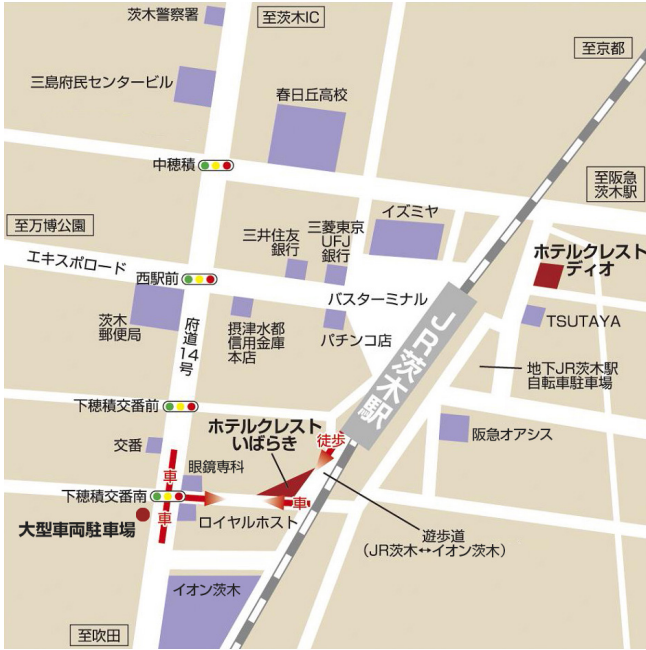 茨木警察署
至茨木IC
至京都
三島府民センタービル
春日丘高校
中穂積
至阪急
茨木駅
至万博公園
イズミヤ
三井住友
銀行
三菱東京
UFJ
銀行
ホテルクレスト
ディオ
エキスポロード
西駅前
バスターミナル
茨木
郵便局
府道14号
摂津水都
信用金庫
本店
パチンコ店
JR茨木駅
TSUTAYA
地下JR茨木駅
自転車駐車場
下穂積交番前
ホテルクレスト
いばらき
徒歩
阪急オアシス
交番
眼鏡専科
車
下穂積交番南
車
車
大型車両駐車場
ロイヤルホスト
遊歩道
(JR茨木↔イオン茨木)
イオン茨木
至吹田